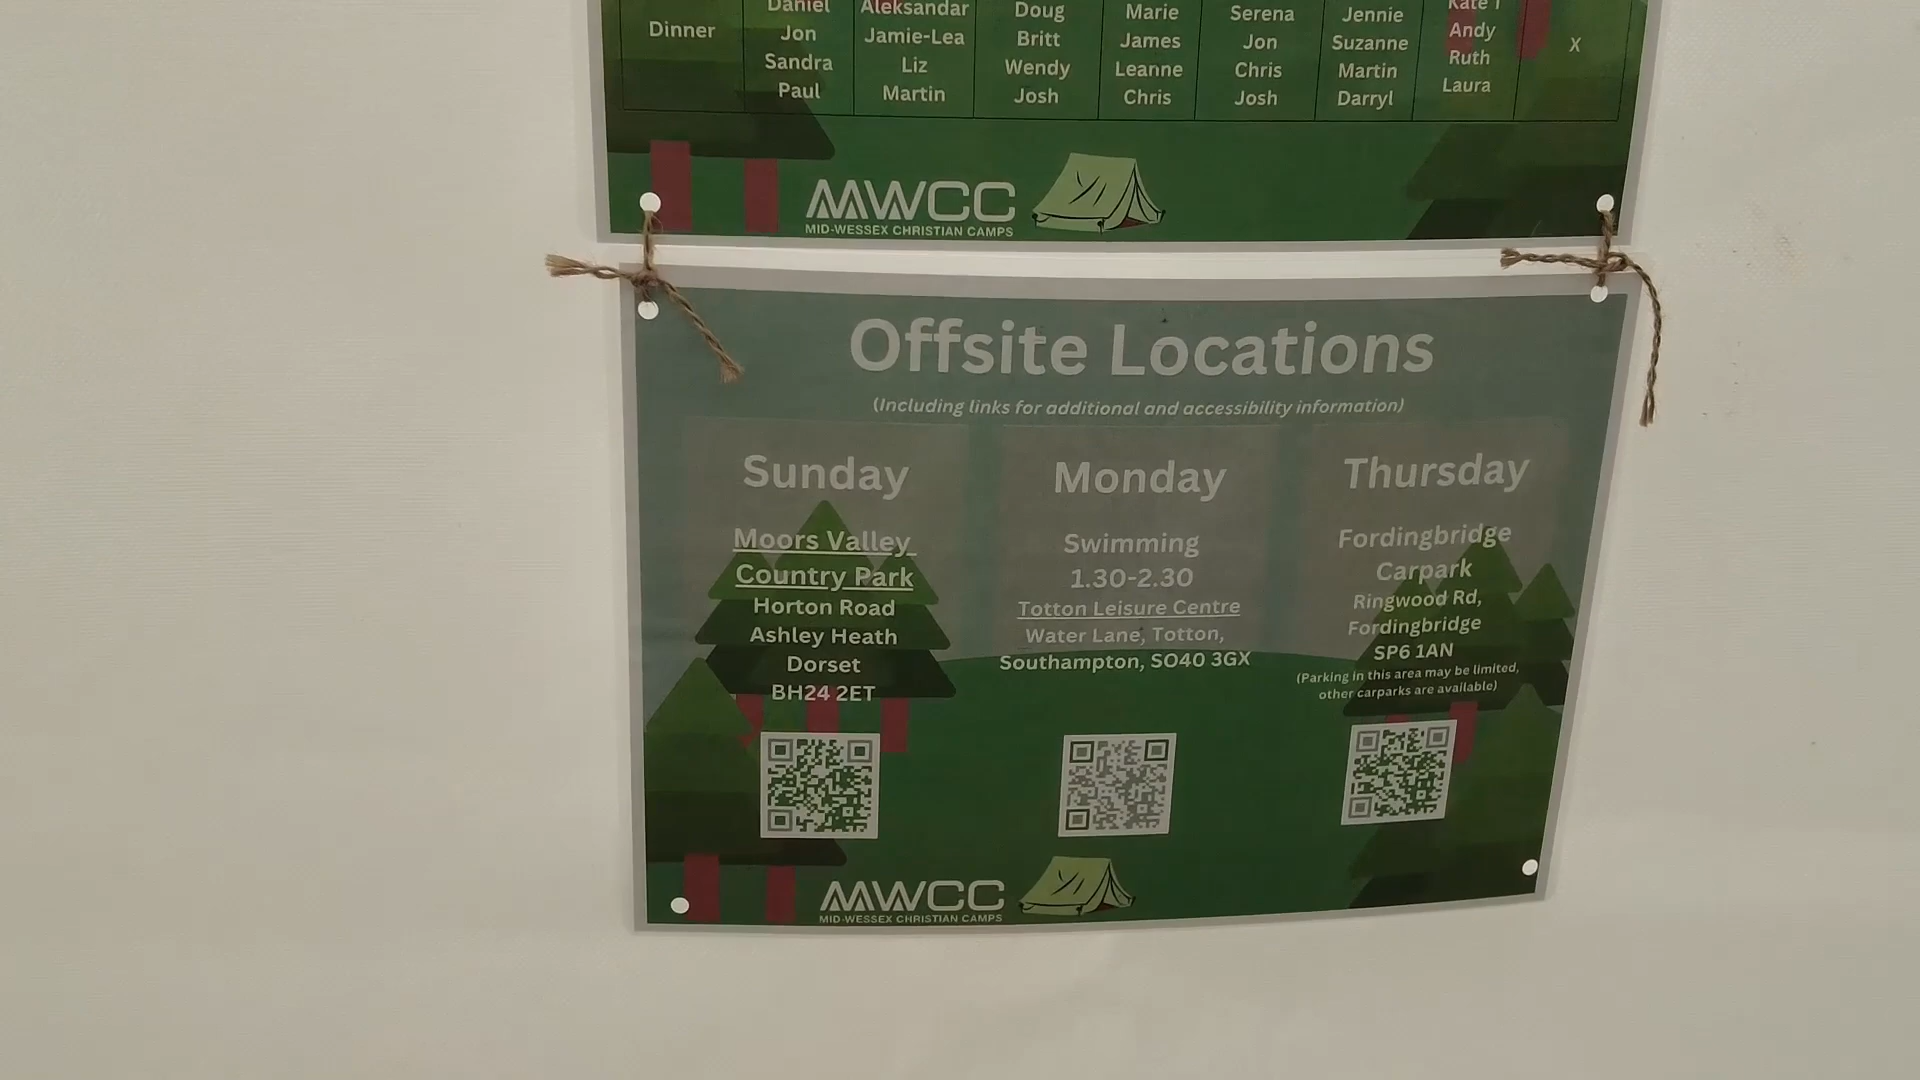 Daniel Aleksandar Doug Marie Serena Jennie Kate T
Dinner Jon Jamie-Lea Britt James Jon Suzanne Andy X
Sandra Liz Wendy Leanne Chris Martin Ruth
Paul Martin Josh Chris Josh Darryl Laura
MWCC
MID-WESSEX CHRISTIAN CAMPS
Offsite Locations
(Including links for additional and accessibility information)
Sunday
Moors Valley
Country Park
Horton Road
Ashley Heath
Dorset
BH24 2ET
Monday
Swimming
1.30-2.30
Totton Leisure Centre
Water Lane, Totton,
Southampton, SO40 3GX
Thursday
Fordingbridge
Carpark
Ringwood Rd,
Fordingbridge
SP6 1AN
(Parking in this area may be limited,
other carparks are available)
MWCC
MID-WESSEX CHRISTIAN CAMPS